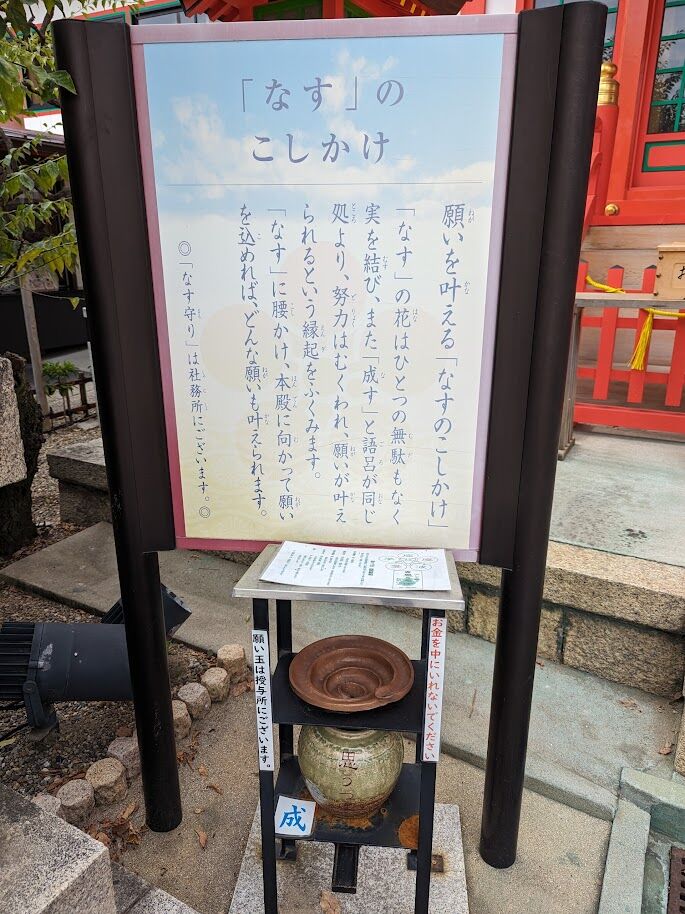 「なす」の
こしかけ
願いを叶える「なすのこしかけ」
「なす」の花はひとつの無駄もなく
実を結び、また「成す」と語呂が同じ
処より、努力はむくわれ、願いが叶え
られるという縁起をふくみます。
「なす」に腰かけ、本殿に向かって願い
を込めれば、どんな願いも叶えられます。
◎「なす守り」は社務所にございます。◎
願い玉は授与所にございます。
お金を中にいれないでください
成